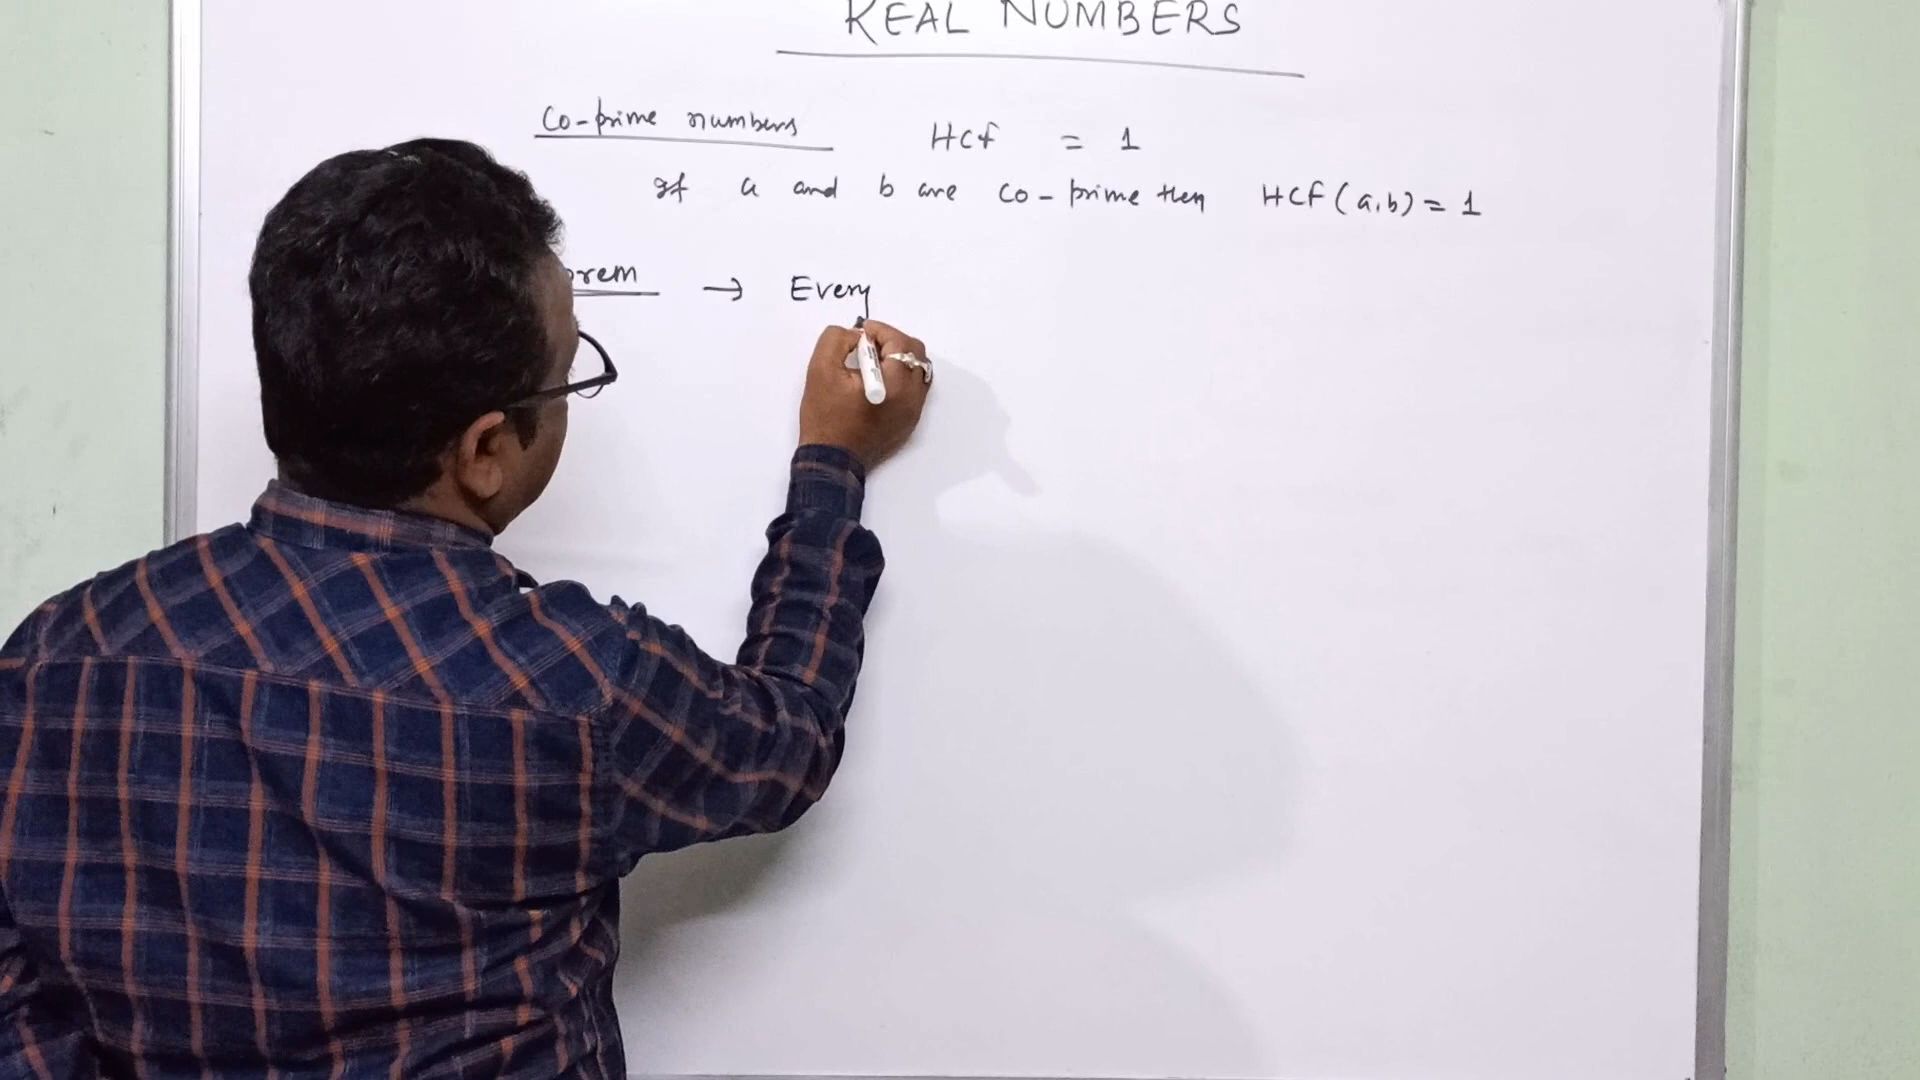 REAL NUMBERS
Co-prime numbers HCF = 1
If a and b are co-prime then HCF(a,b) = 1
orem → Every